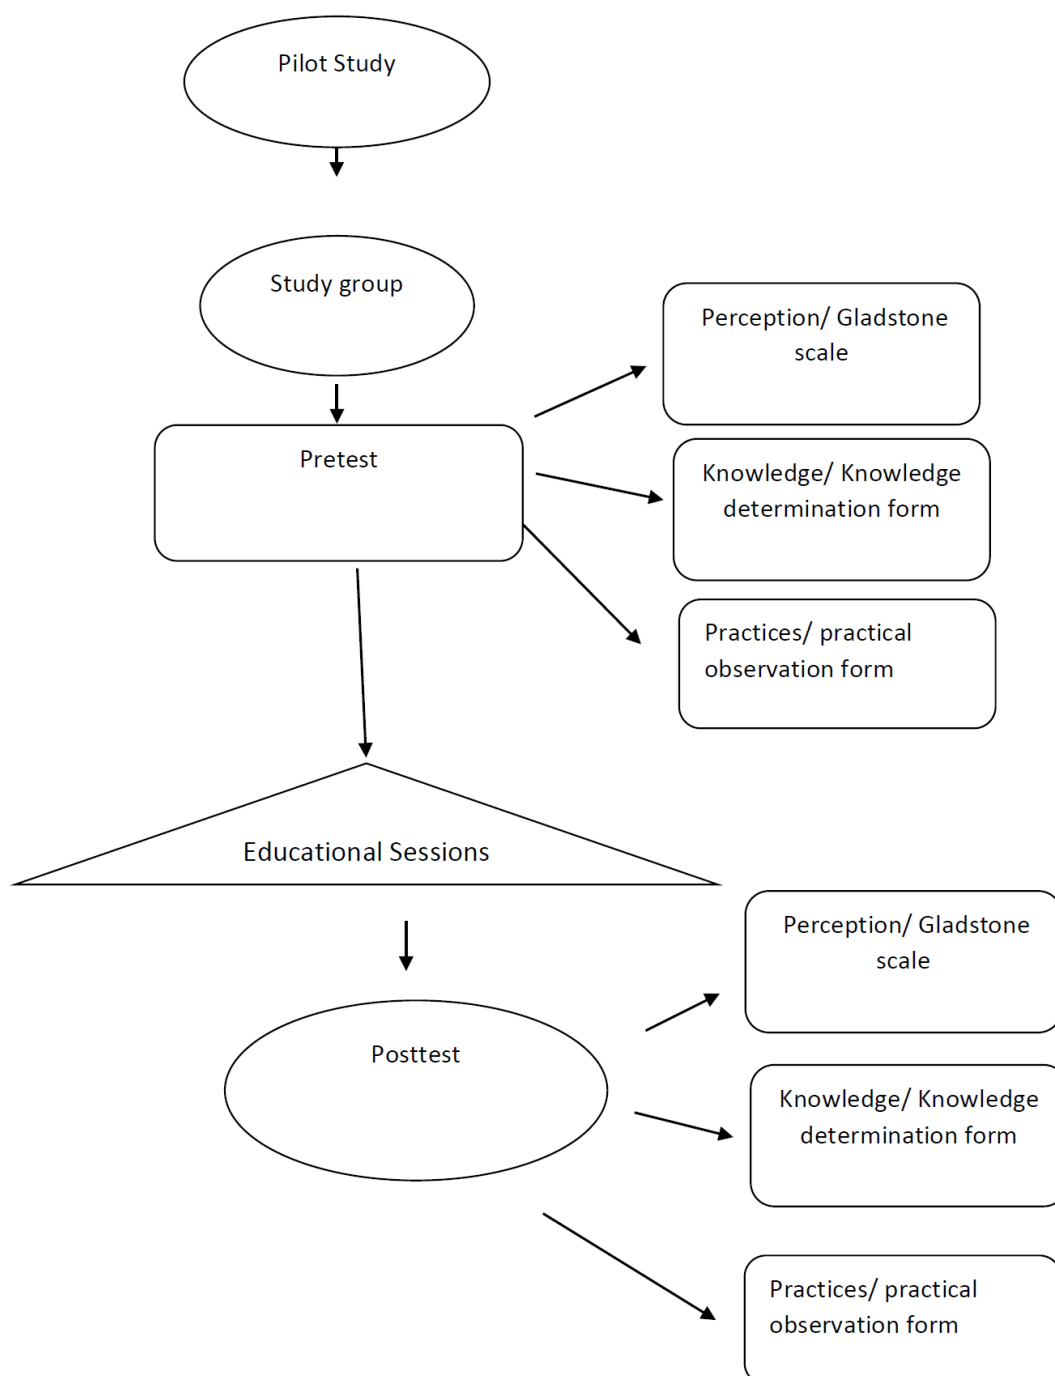 Pilot Study
Study group
Perception/ Gladstone
scale
Pretest
Knowledge/ Knowledge
determination form
Practices/ practical
observation form
Educational Sessions
Perception/ Gladstone
scale
Posttest
Knowledge/ Knowledge
determination form
Practices/ practical
observation form